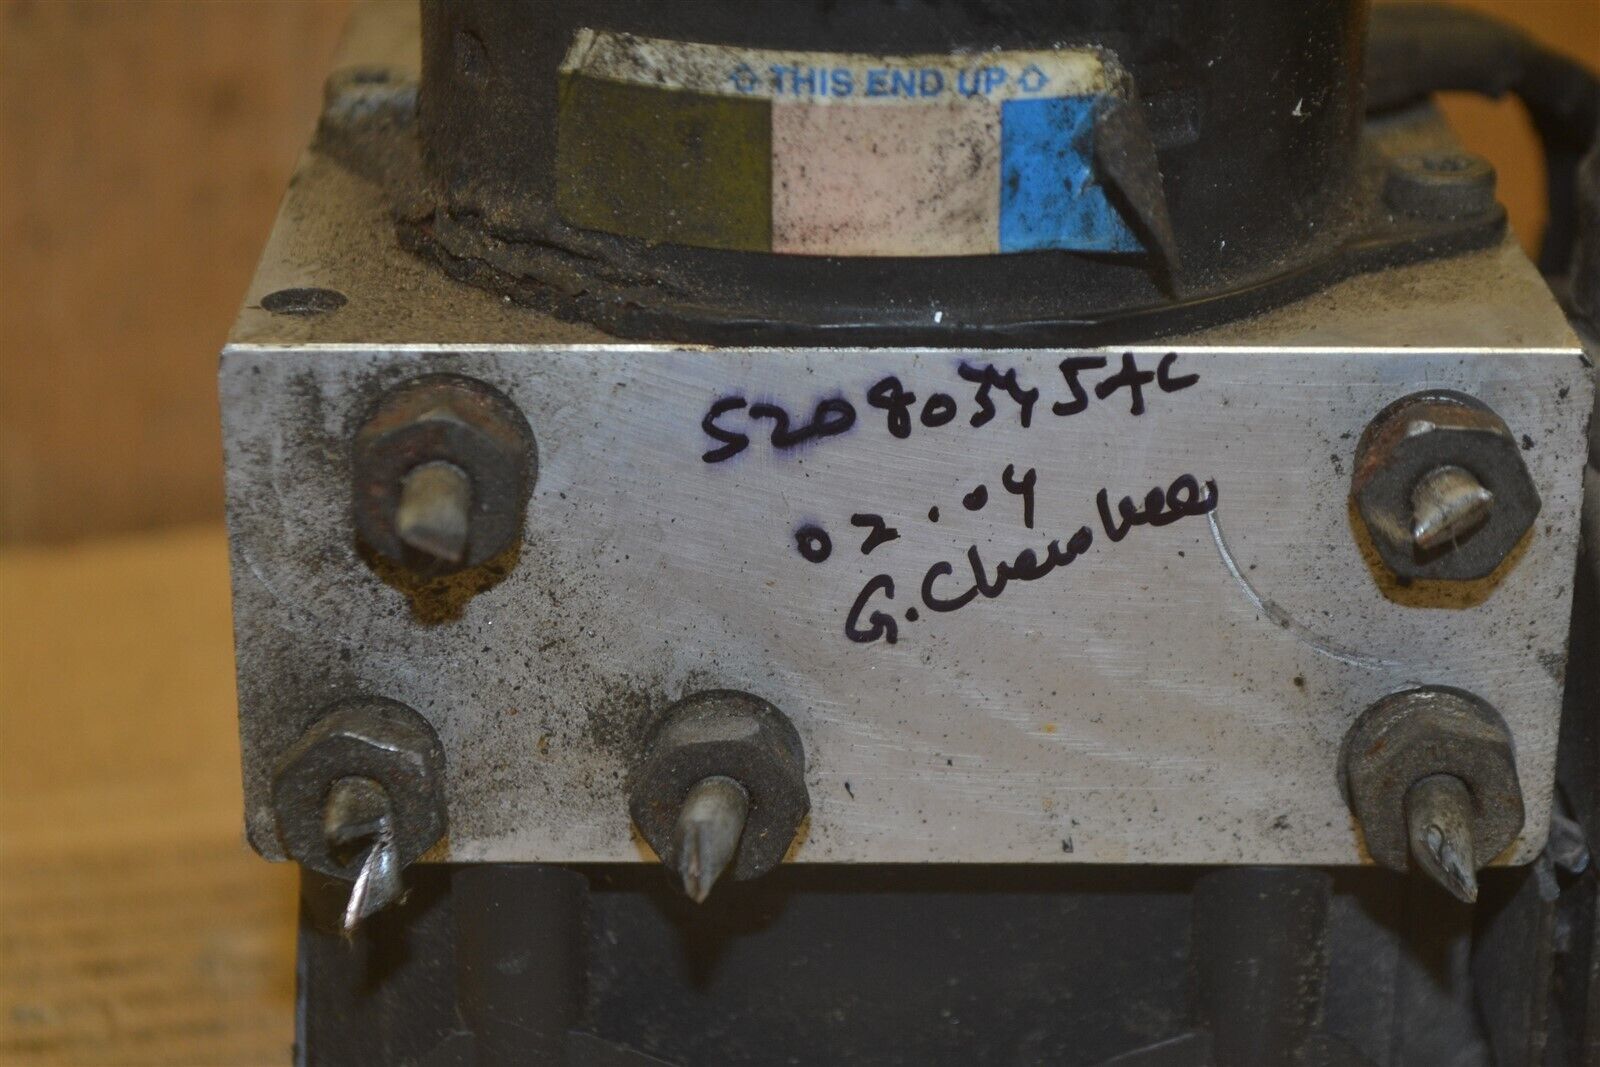 ⇧ THIS END UP ⇧
52080345AC
02.04
G.Cherokee